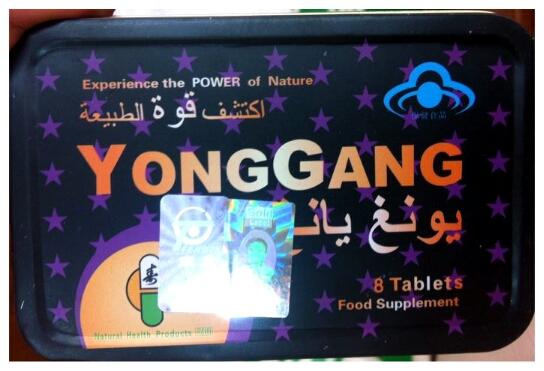 Experience the POWER of Nature
اكتشف قوة الطبيعة
YONGGANG
يونغ يانغ
8 Tablets
Food Supplement
Natural Health Products